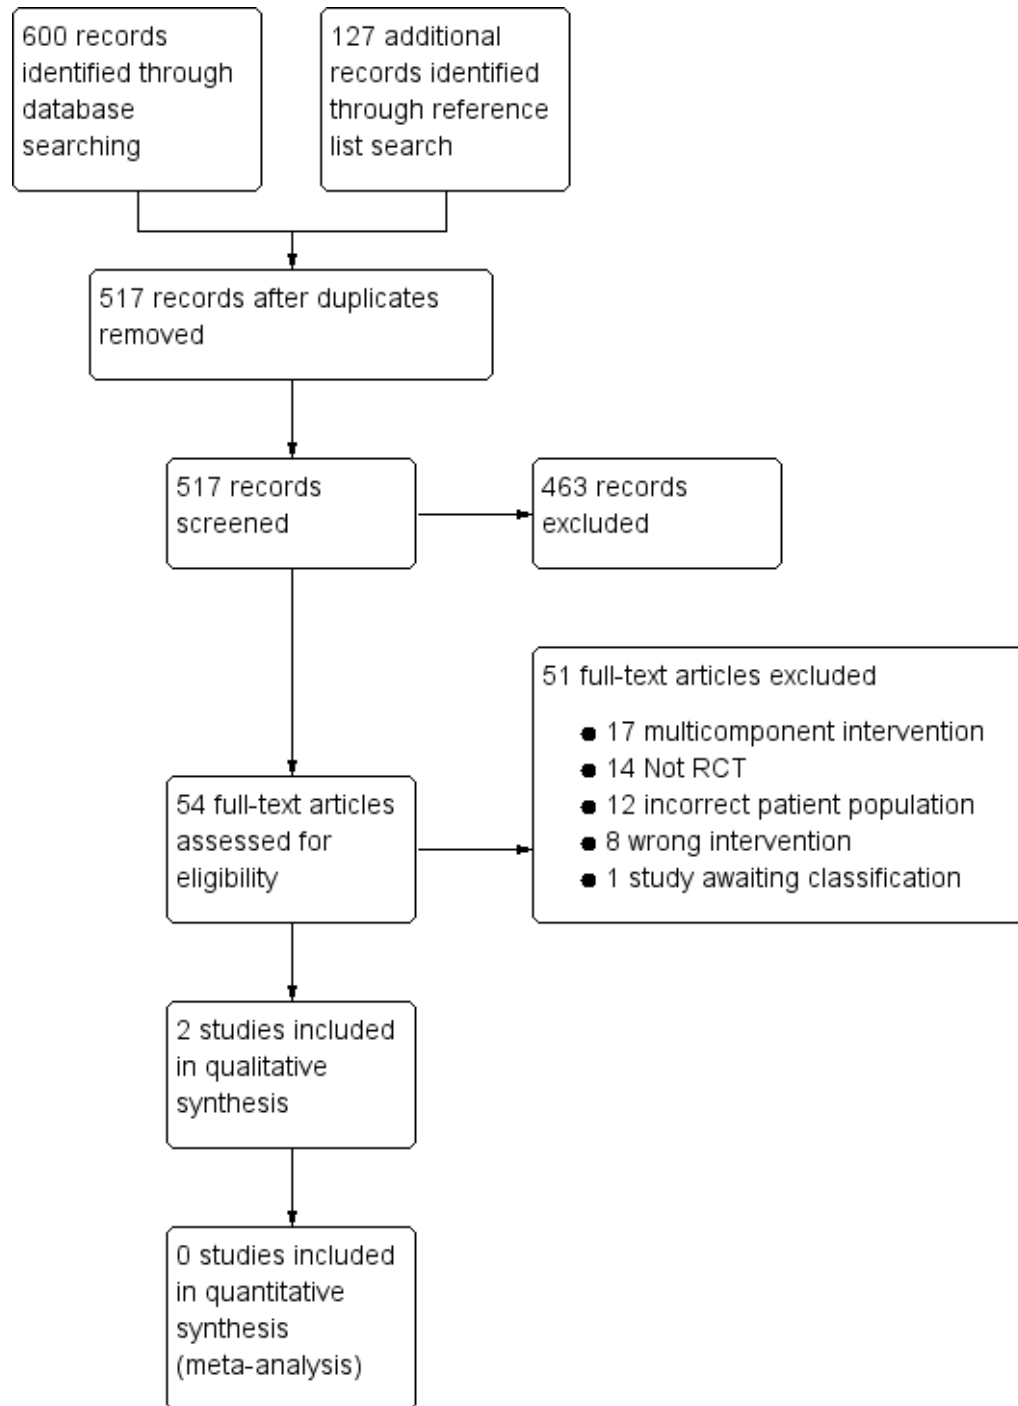 600 records
identified through
database
searching
127 additional
records identified
through reference
list search
517 records after duplicates
removed
517 records
screened
463 records
excluded
51 full-text articles excluded
● 17 multicomponent intervention
● 14 Not RCT
● 12 incorrect patient population
● 8 wrong intervention
● 1 study awaiting classification
54 full-text articles
assessed for
eligibility
2 studies included
in qualitative
synthesis
0 studies included
in quantitative
synthesis
(meta-analysis)